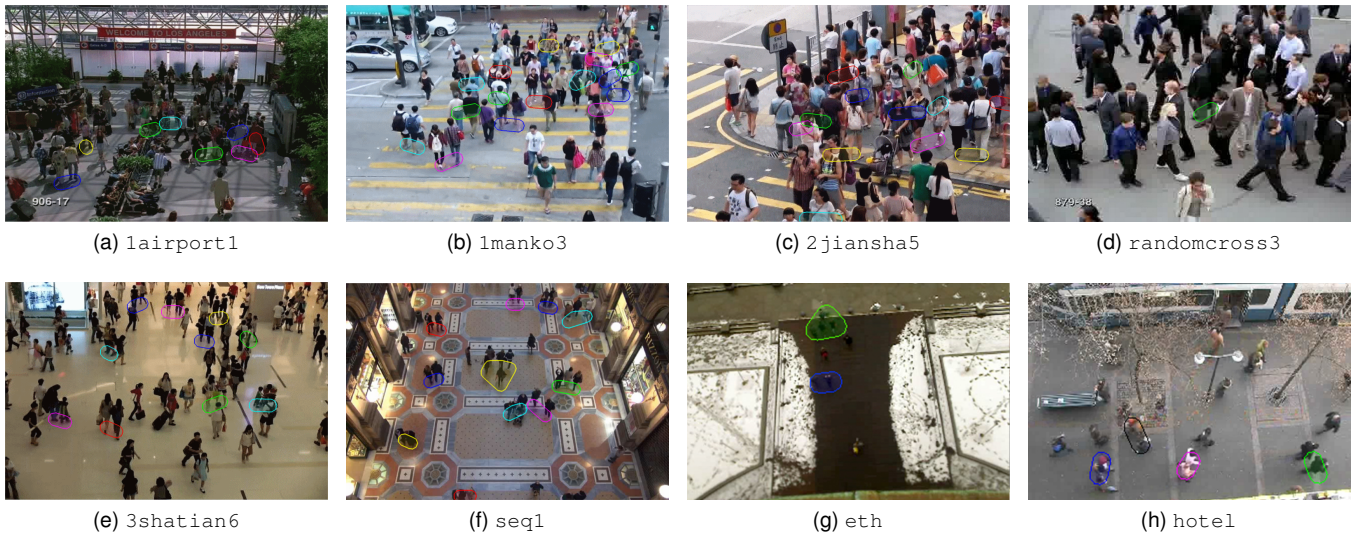 WELCOME TO LOS ANGELES
906-17
879-38
(a) 1airport1
(b) 1manko3
(c) 2jiansha5
(d) randomcross3
(e) 3shatian6
(f) seq1
(g) eth
(h) hotel